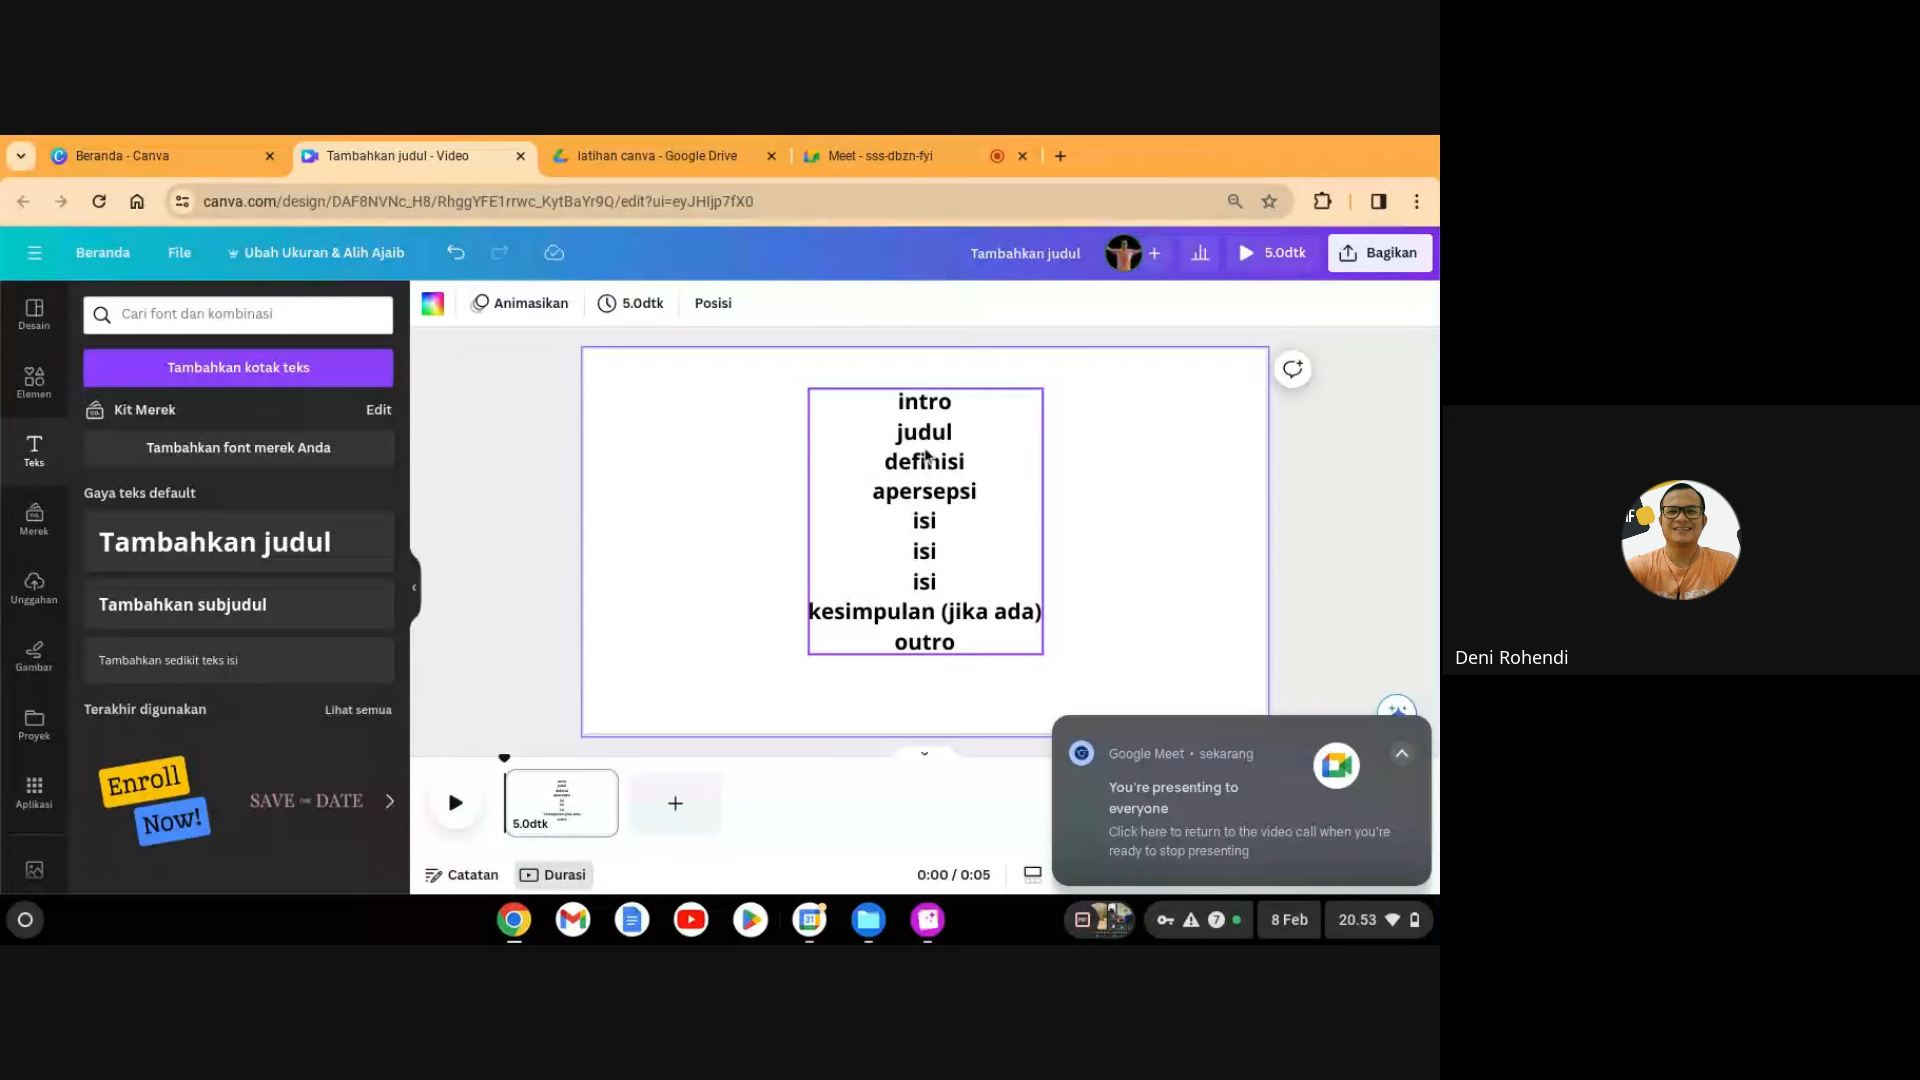 Beranda - Canva
Tambahkan judul - Video
latihan canva - Google Drive
Meet - sss-dbzn-fyi
canva.com/design/DAF8NVNc_H8/RhggYFE1rrwc_KytBaYr9Q/edit?ui=eyJHIjp7fX0
Beranda
File
Ubah Ukuran & Alih Ajaib
Tambahkan judul
5.0dtk
Bagikan
Desain
Elemen
Teks
Merek
Unggahan
Gambar
Proyek
Aplikasi
Cari font dan kombinasi
Tambahkan kotak teks
Kit Merek
Edit
Tambahkan font merek Anda
Gaya teks default
Tambahkan judul
Tambahkan subjudul
Tambahkan sedikit teks isi
Terakhir digunakan
Lihat semua
Enroll
Now!
SAVE THE DATE
Animasikan
5.0dtk
Posisi
intro
judul
definisi
apersepsi
isi
isi
isi
kesimpulan (jika ada)
outro
5.0dtk
Catatan
Durasi
0:00 / 0:05
Google Meet • sekarang
You're presenting to
everyone
Click here to return to the video call when you're
ready to stop presenting
7
8 Feb
20.53
Deni Rohendi